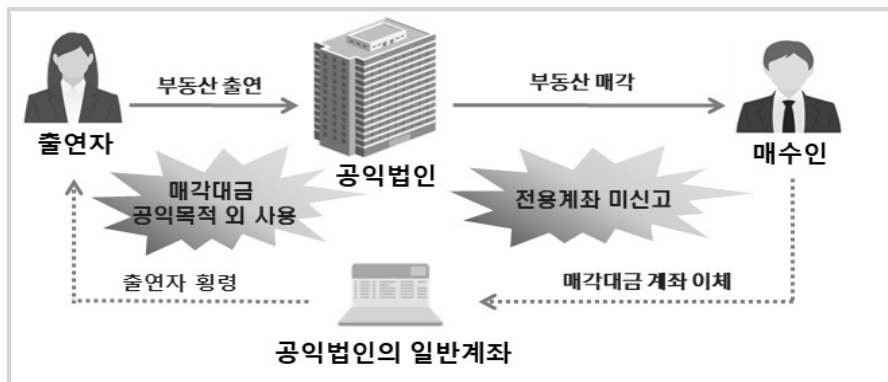 부동산 출연
부동산 매각
출연자
공익법인
매수인
매각대금
공익목적 외 사용
전용계좌 미신고
출연자 횡령
매각대금 계좌 이체
공익법인의 일반계좌